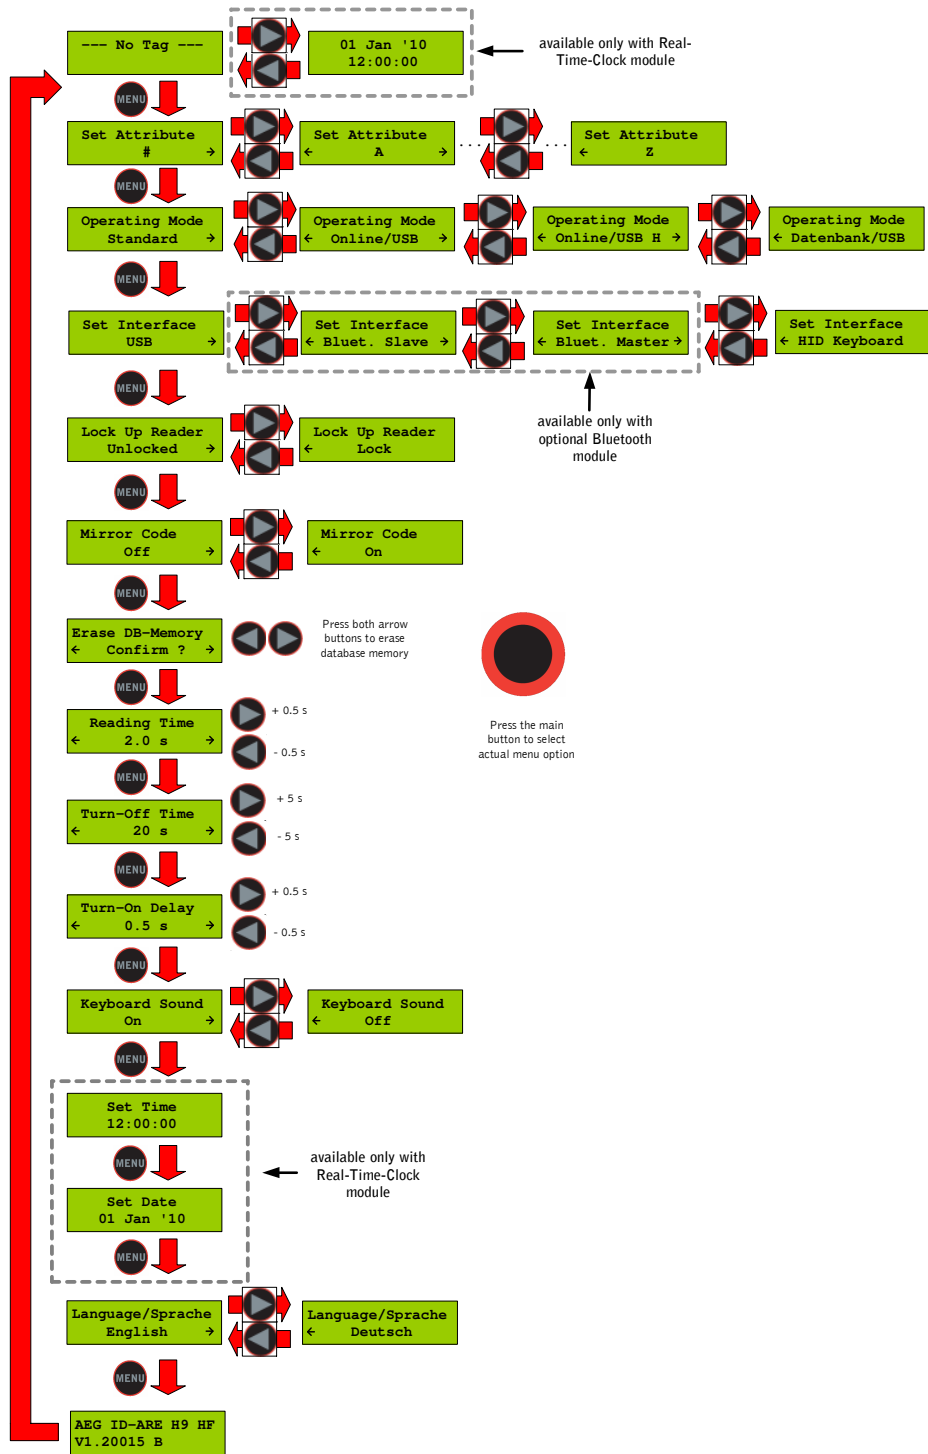 --- No Tag ---
01 Jan '10
12:00:00
available only with Real-
Time-Clock module
MENU
Set Attribute
# →
Set Attribute
← A →
. . . . . .
Set Attribute
← Z
MENU
Operating Mode
Standard →
Operating Mode
← Online/USB →
Operating Mode
← Online/USB H →
Operating Mode
← Datenbank/USB
MENU
Set Interface
USB →
Set Interface
← Bluet. Slave →
Set Interface
← Bluet. Master →
Set Interface
← HID Keyboard
available only with
optional Bluetooth
module
MENU
Lock Up Reader
Unlocked →
Lock Up Reader
← Lock
MENU
Mirror Code
Off →
Mirror Code
← On
MENU
Erase DB-Memory
← Confirm ? →
Press both arrow
buttons to erase
database memory
Press the main
button to select
actual menu option
MENU
Reading Time
← 2.0 s →
+ 0.5 s
- 0.5 s
MENU
Turn-Off Time
← 20 s →
+ 5 s
- 5 s
MENU
Turn-On Delay
← 0.5 s →
+ 0.5 s
- 0.5 s
MENU
Keyboard Sound
On →
Keyboard Sound
← Off
MENU
Set Time
12:00:00
MENU
Set Date
01 Jan '10
MENU
available only with
Real-Time-Clock
module
Language/Sprache
English →
Language/Sprache
← Deutsch
MENU
AEG ID-ARE H9 HF
V1.20015 B